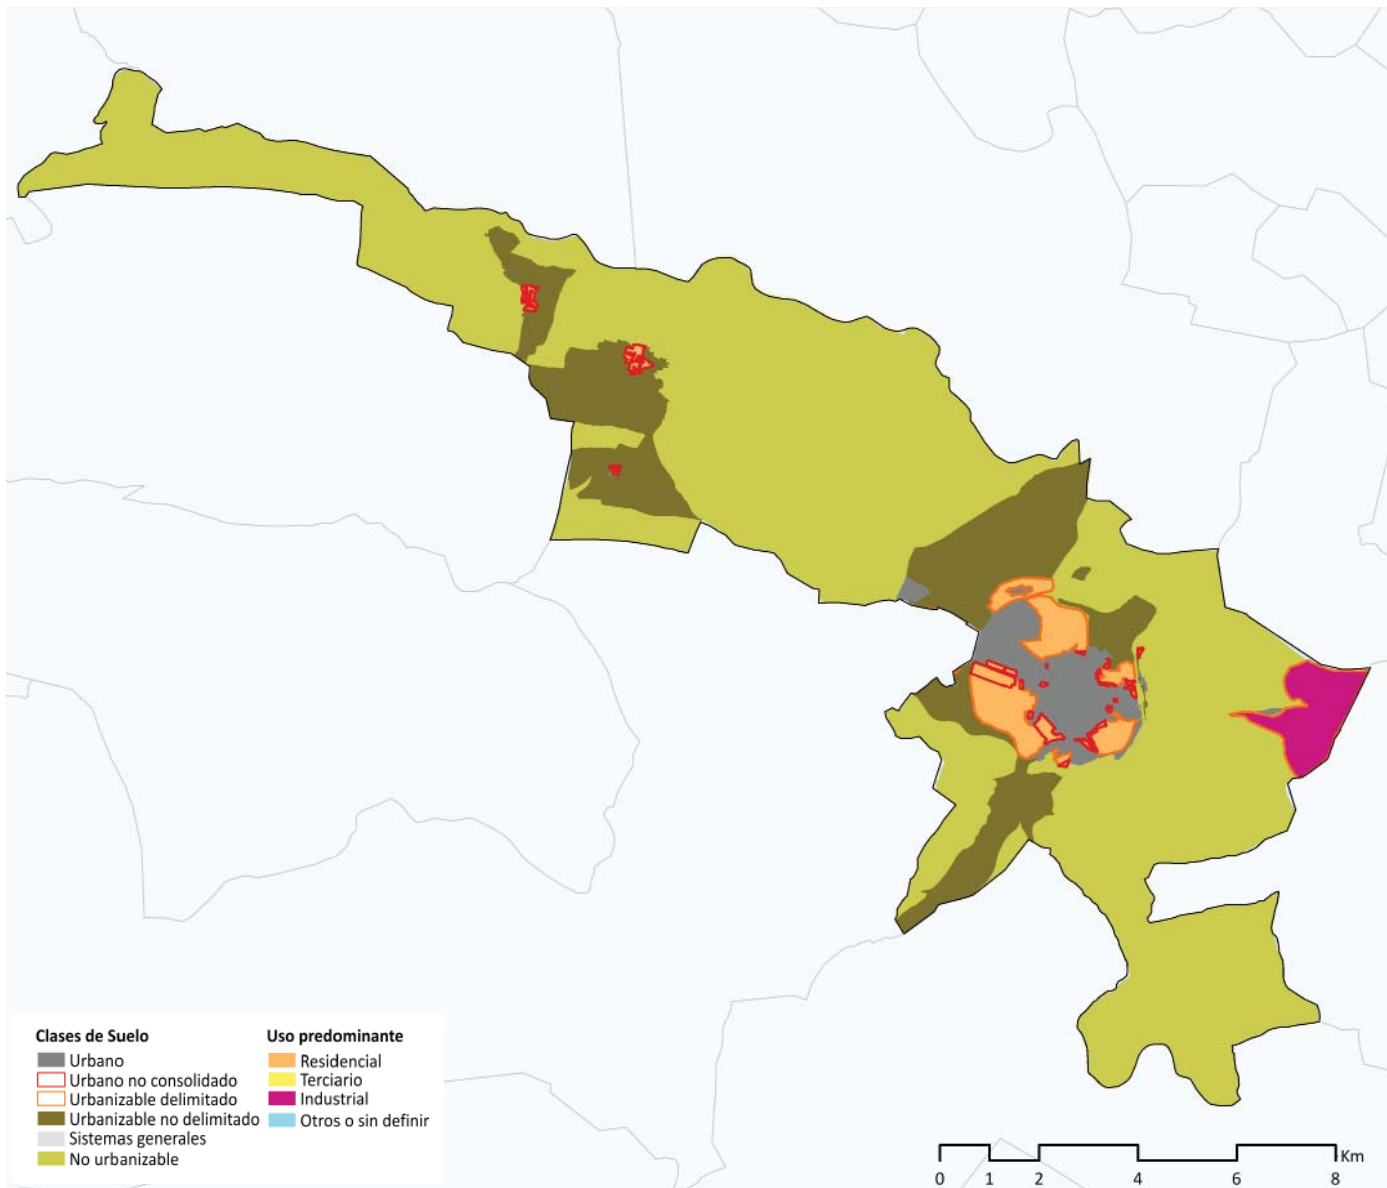 Clases de Suelo
Urbano
Urbano no consolidado
Urbanizable delimitado
Urbanizable no delimitado
Sistemas generales
No urbanizable
Uso predominante
Residencial
Terciario
Industrial
Otros o sin definir
Km
0 1 2 4 6 8